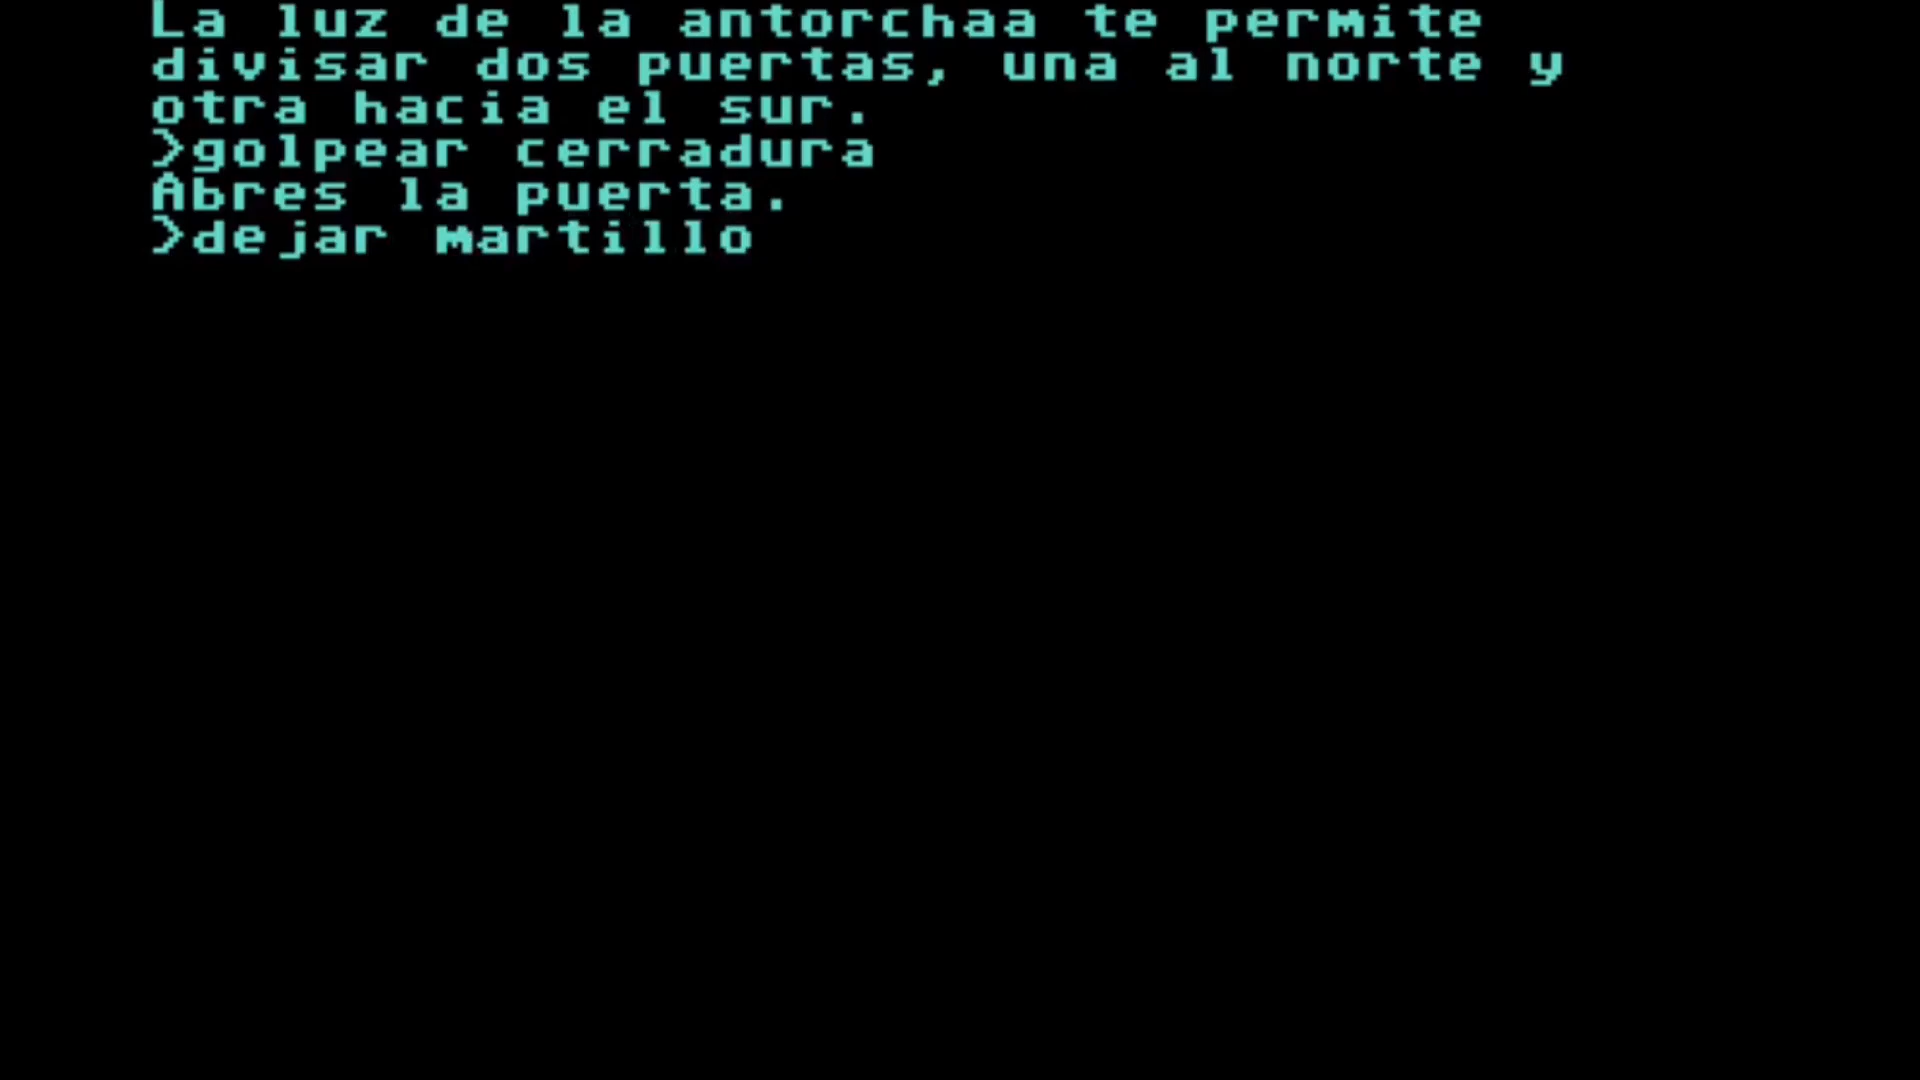 La luz de la antorchaa te permite
divisar dos puertas, una al norte y
otra hacia el sur.
>golpear cerradura
Abres la puerta.
>dejar martillo